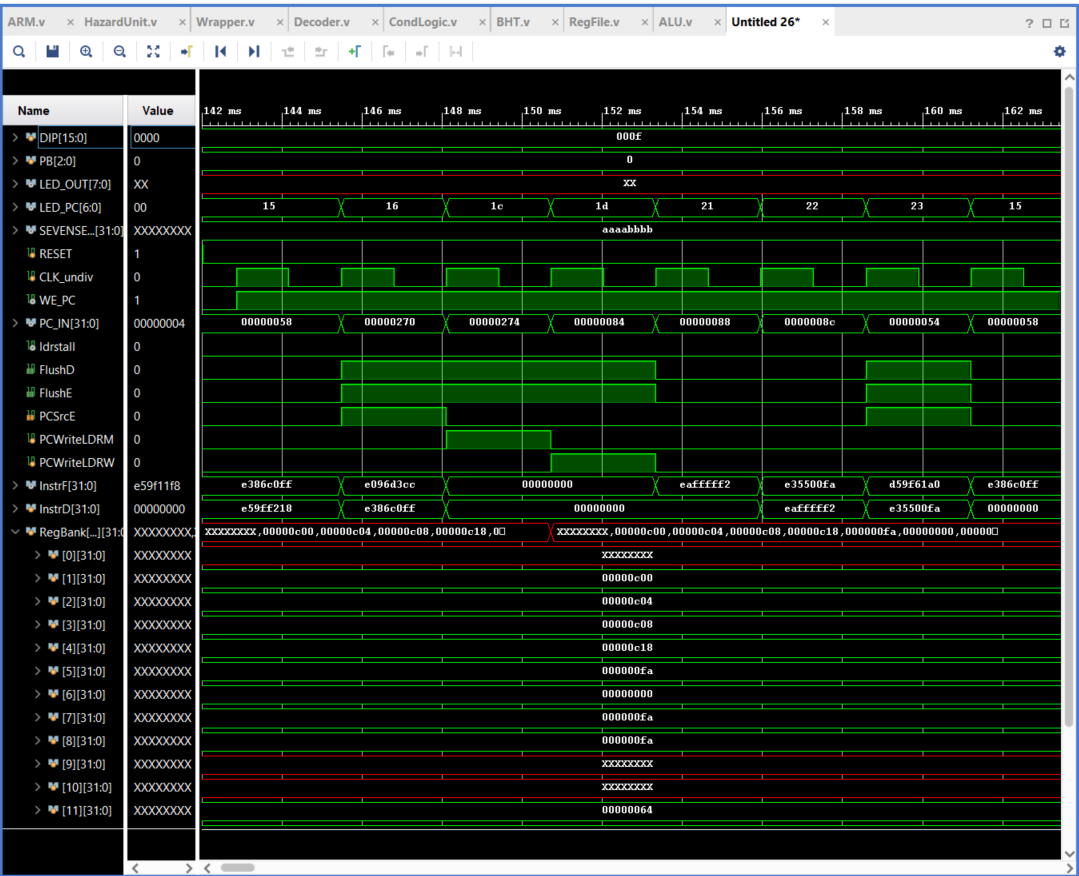 ARM.v × HazardUnit.v × Wrapper.v × Decoder.v × CondLogic.v × BHT.v × RegFile.v × ALU.v × Untitled 26* × ?
Name Value 142 ms 144 ms 146 ms 148 ms 150 ms 152 ms 154 ms 156 ms 158 ms 160 ms 162 ms
DIP[15:0] 0000 000f
PB[2:0] 0 0
LED_OUT[7:0] XX XX
LED_PC[6:0] 00 15 16 1c 1d 21 22 23 15
SEVENSE...[31:0] XXXXXXXX aaaabbbb
RESET 1
CLK_undiv 0
WE_PC 1
PC_IN[31:0] 00000004 00000058 00000270 00000274 00000084 00000088 0000008c 00000054 00000058
ldrstall 0
FlushD 0
FlushE 0
PCSrcE 0
PCWriteLDRM 0
PCWriteLDRW 0
InstrF[31:0] e59f11f8 e386c0ff e096d3cc 00000000 eafffff2 e35500fa d59f61a0 e386c0ff
InstrD[31:0] 00000000 e59ff218 e386c0ff 00000000 eafffff2 e35500fa 00000000
RegBank[...][31:0 XXXXXXXX, XXXXXXXX,00000c00,00000c04,00000c08,00000c18,0 XXXXXXXX,00000c00,00000c04,00000c08,00000c18,000000fa,00000000,00000
[0][31:0] XXXXXXXX XXXXXXXX
[1][31:0] XXXXXXXX 00000c00
[2][31:0] XXXXXXXX 00000c04
[3][31:0] XXXXXXXX 00000c08
[4][31:0] XXXXXXXX 00000c18
[5][31:0] XXXXXXXX 000000fa
[6][31:0] XXXXXXXX 00000000
[7][31:0] XXXXXXXX 000000fa
[8][31:0] XXXXXXXX 000000fa
[9][31:0] XXXXXXXX XXXXXXXX
[10][31:0] XXXXXXXX XXXXXXXX
[11][31:0] XXXXXXXX 00000064